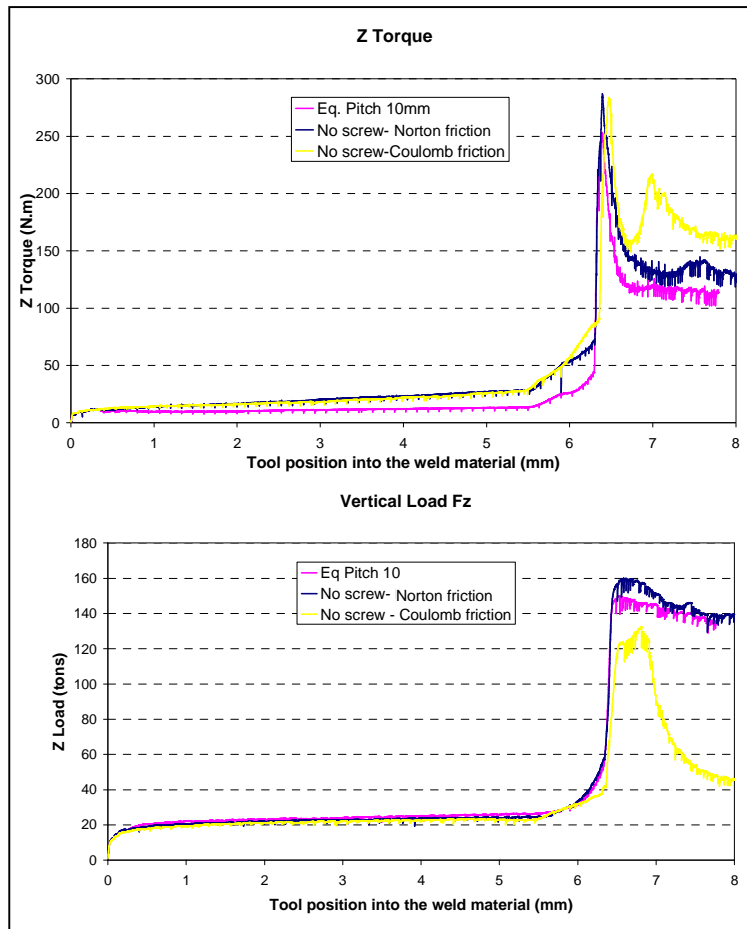 Z Torque
300
250
200
150
100
50
0
Z Torque (N.m)
Eq. Pitch 10mm
No screw- Norton friction
No screw-Coulomb friction
0 1 2 3 4 5 6 7 8
Tool position into the weld material (mm)
Vertical Load Fz
180
160
140
120
100
80
60
40
20
0
Z Load (tons)
Eq Pitch 10
No screw- Norton friction
No screw - Coulomb friction
0 1 2 3 4 5 6 7 8
Tool position into the weld material (mm)